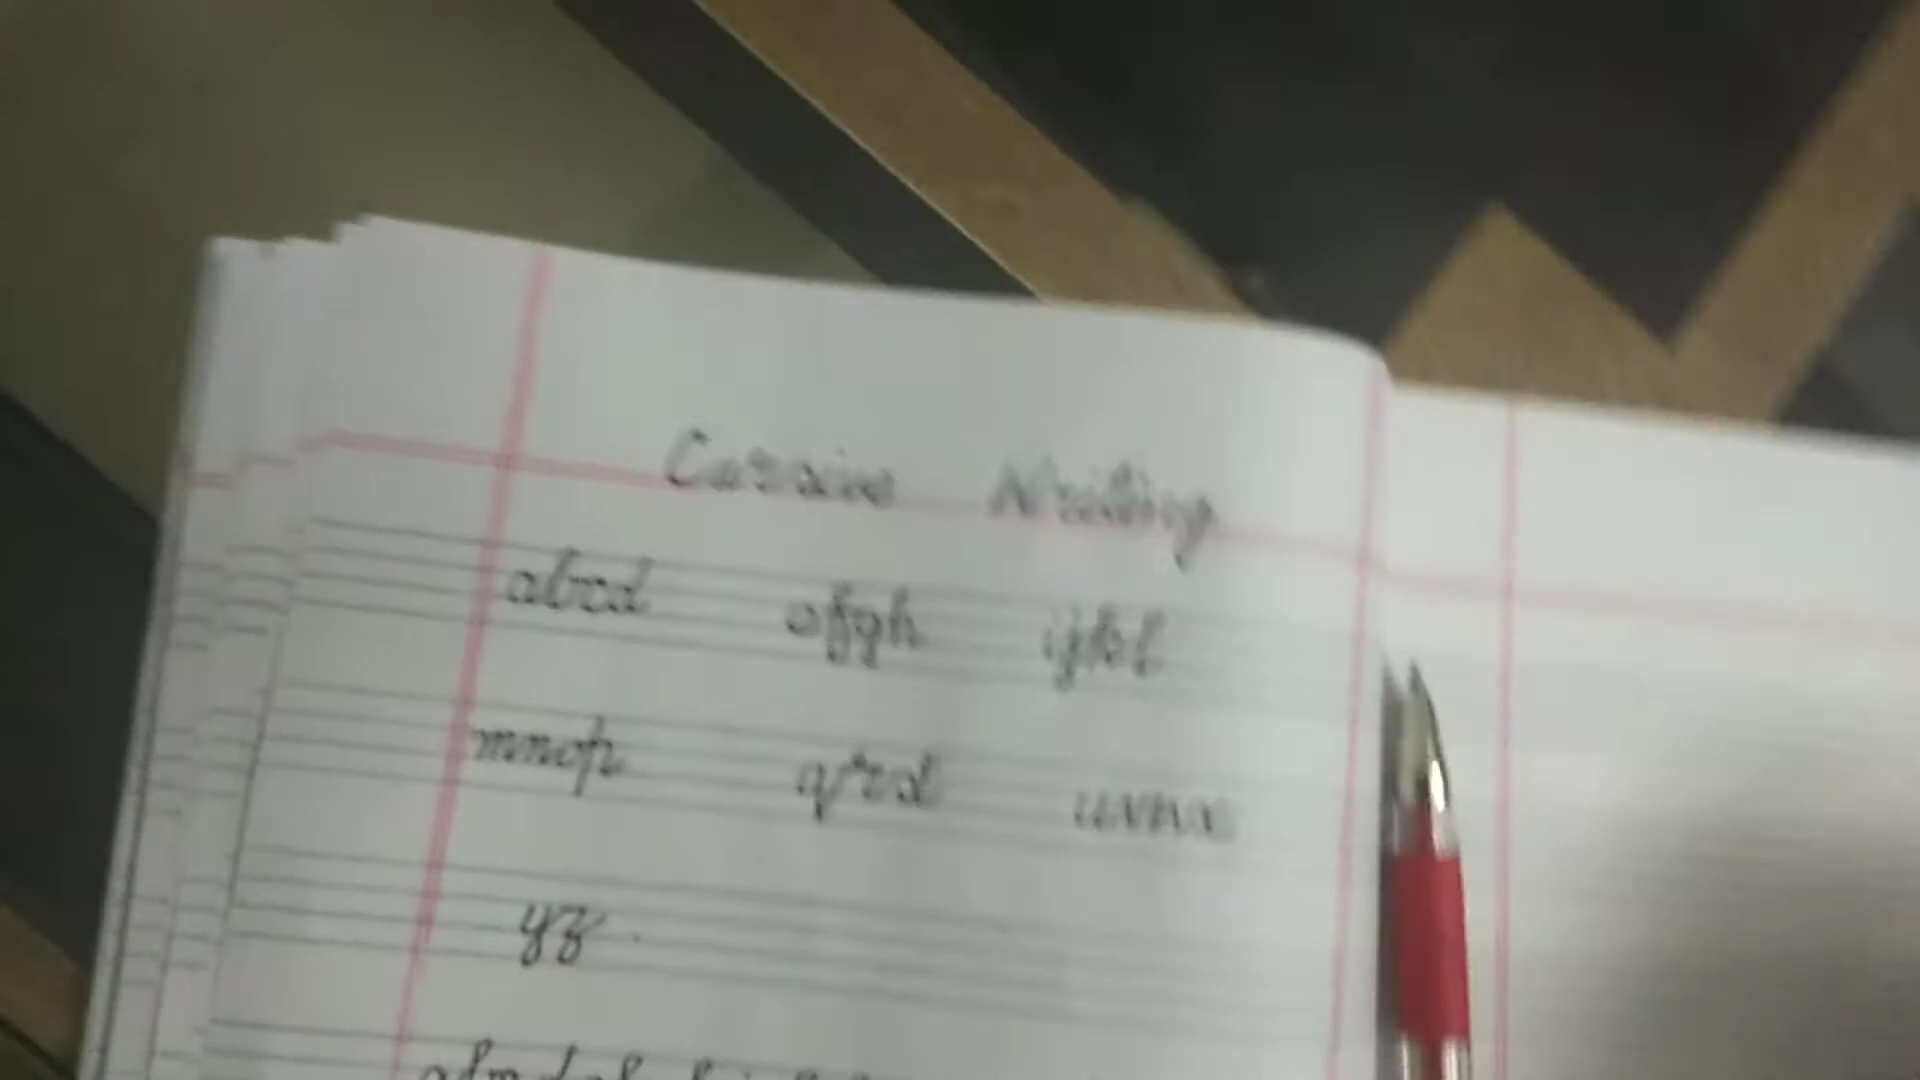 Cursive Writing
abcd efgh ijkl
mnop qrst uvwx
yz.